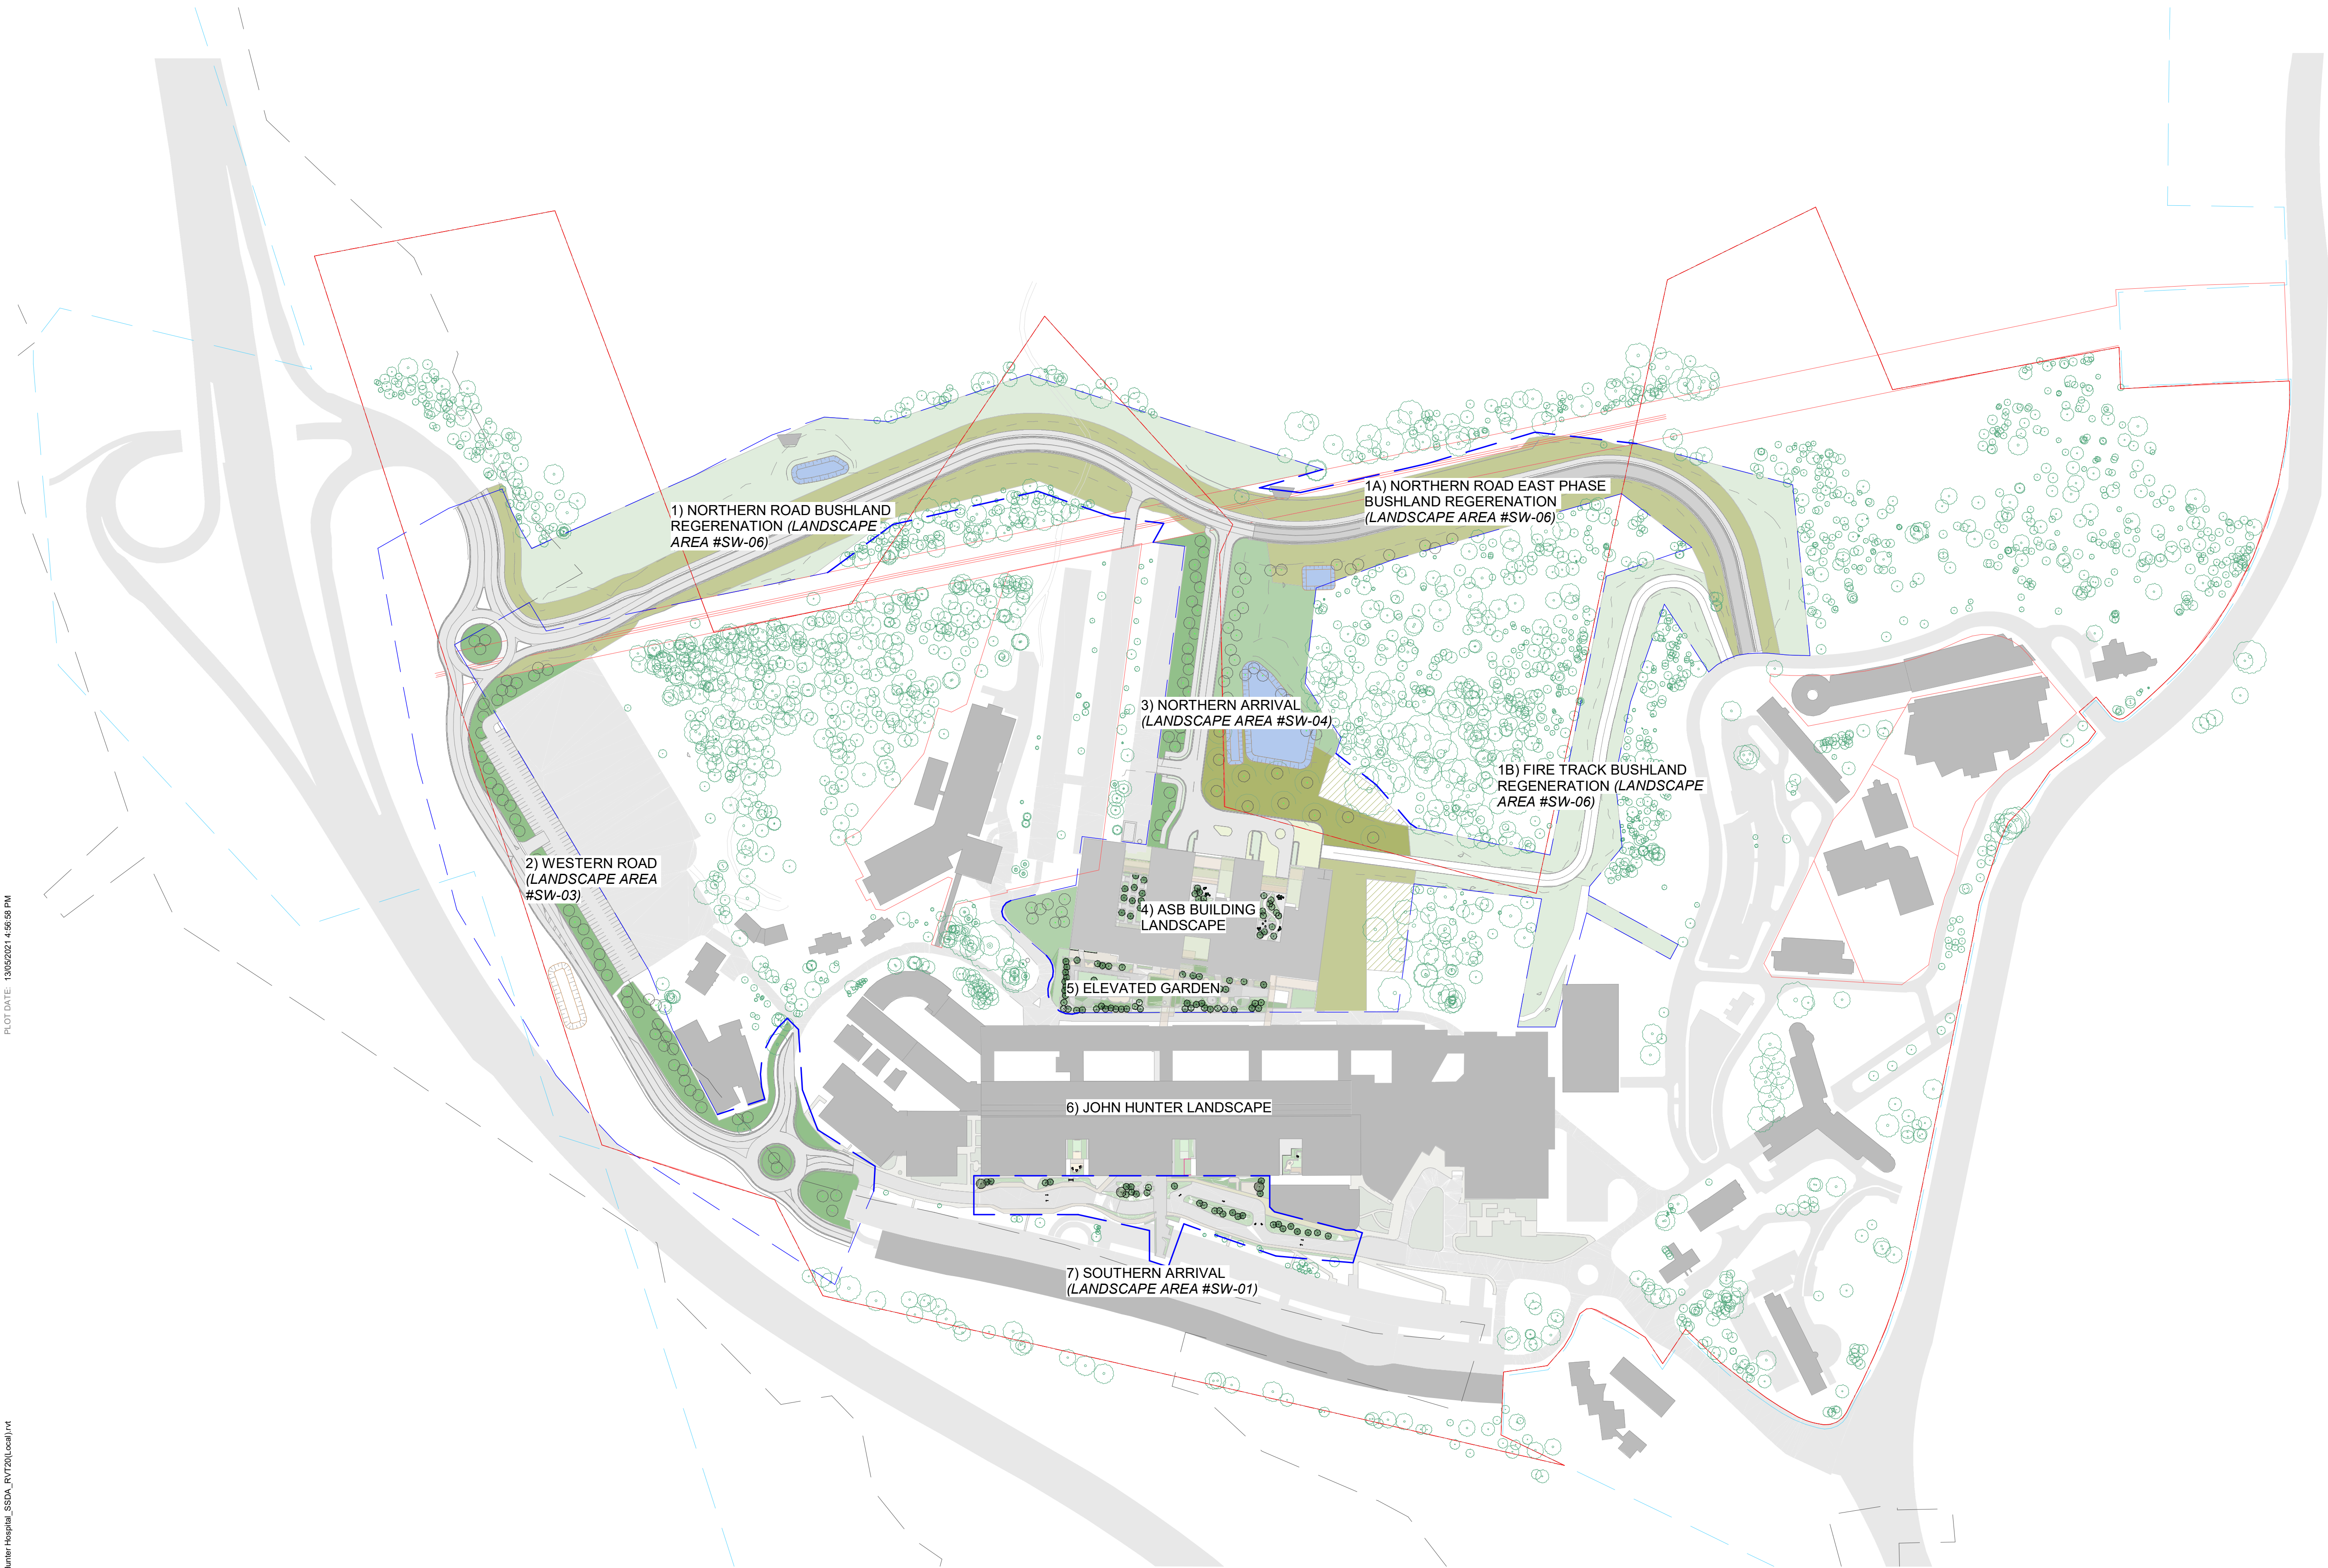 1) NORTHERN ROAD BUSHLAND
REGERENATION (LANDSCAPE
AREA #SW-06)
1A) NORTHERN ROAD EAST PHASE
BUSHLAND REGERENATION
(LANDSCAPE AREA #SW-06)
3) NORTHERN ARRIVAL
(LANDSCAPE AREA #SW-04)
1B) FIRE TRACK BUSHLAND
REGENERATION (LANDSCAPE
AREA #SW-06)
2) WESTERN ROAD
(LANDSCAPE AREA
#SW-03)
4) ASB BUILDING
LANDSCAPE
5) ELEVATED GARDEN
6) JOHN HUNTER LANDSCAPE
7) SOUTHERN ARRIVAL
(LANDSCAPE AREA #SW-01)
PLOT DATE: 13/05/2021 4:56:58 PM
unter Hospital_SSDA_RVT20(Local).rvt